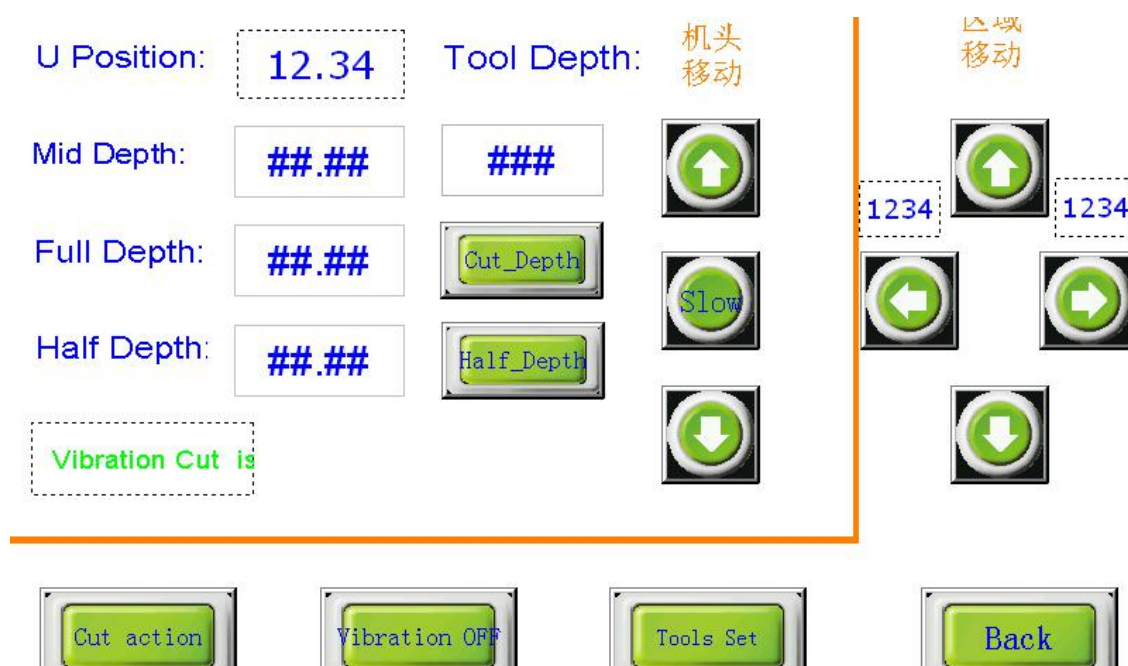 U Position:
12.34
Tool Depth:
机头
移动
区域
移动
Mid Depth:
##.##
###
1234
1234
Full Depth:
##.##
Cut_Depth
Slow
Half Depth:
##.##
Half_Depth
Vibration Cut is
Cut action
Vibration OFF
Tools Set
Back